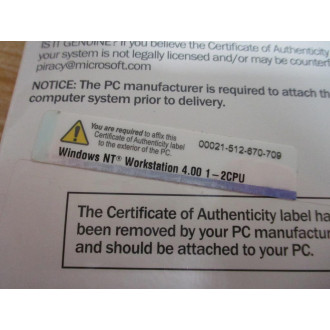 IS IT GENUINE? If you believe the Certificate of Authenticity
your system is not legally licensed and/or may be counterf
piracy@microsoft.com
NOTICE: The PC manufacturer is required to attach th
computer system prior to delivery.
You are required to affix this
Certificate of Authenticity label
to the exterior of the PC.
00021-512-670-709
Windows NT® Workstation 4.00 1-2CPU
The Certificate of Authenticity label ha
been removed by your PC manufactur
and should be attached to your PC.